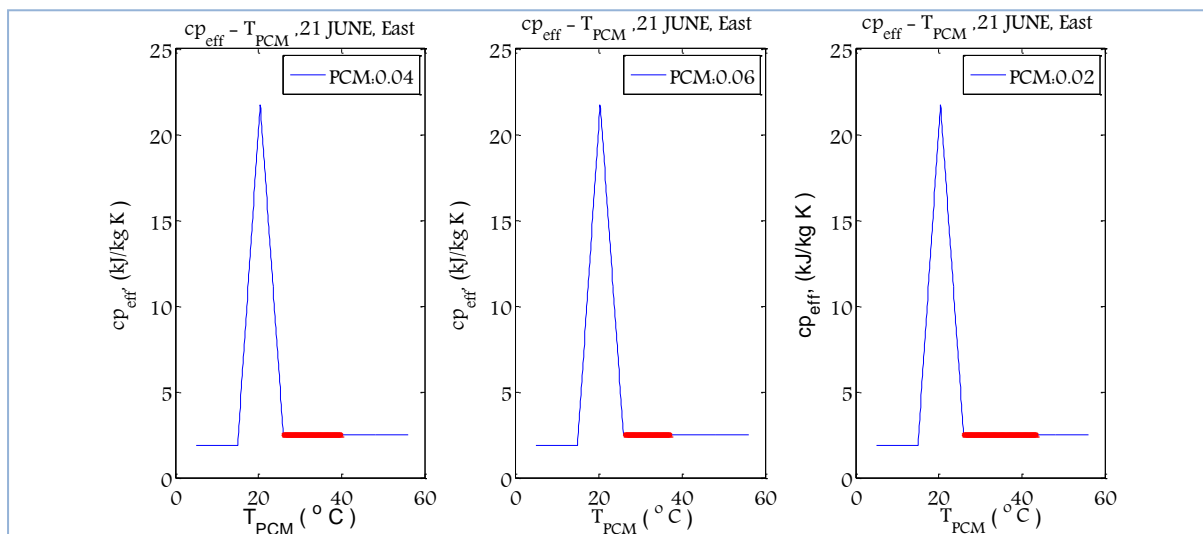 cp_eff – T_PCM ,21 JUNE, East
PCM:0.04
cp_eff, (kJ/kg K )
25
20
15
10
5
0
0 20 40 60
T_PCM ( ° C )
cp_eff – T_PCM ,21 JUNE, East
PCM:0.06
cp_eff, (kJ/kg K )
25
20
15
10
5
0
0 20 40 60
T_PCM ( ° C )
cp_eff – T_PCM ,21 JUNE, East
PCM:0.02
cp_eff, (kJ/kg K )
25
20
15
10
5
0
0 20 40 60
T_PCM ( ° C )